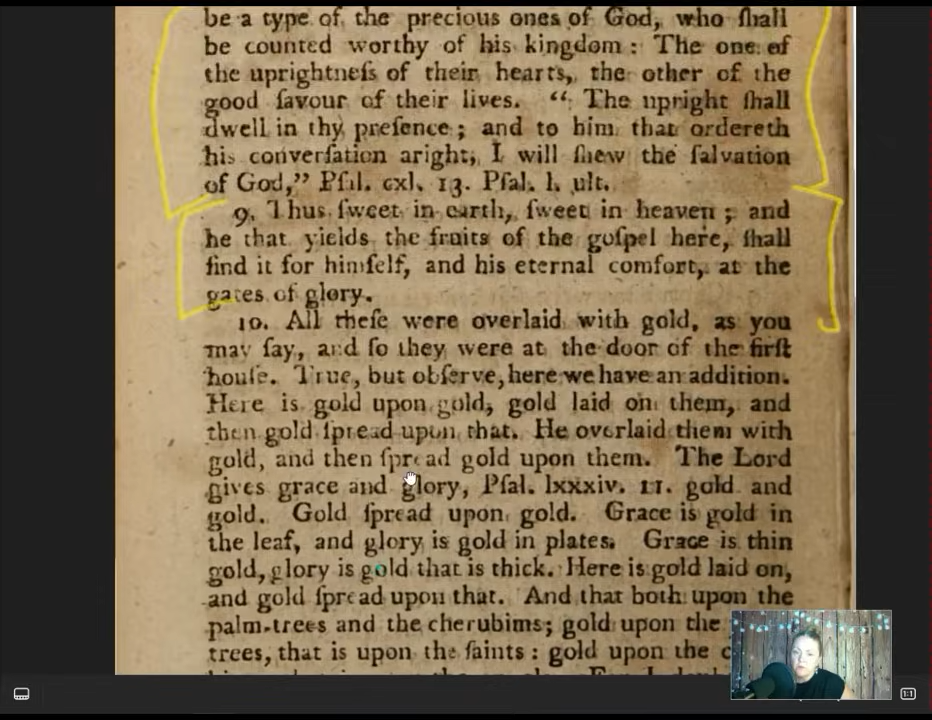 be a type of the precious ones of God, who ſhall
be counted worthy of his kingdom : The one of
the uprightneſs of their hearts, the other of the
good ſavour of their lives. “ The upright ſhall
dwell in thy preſence ; and to him that ordereth
his converſation aright, I will ſhew the ſalvation
of God,” Pſal. cxl. 13. Pſal. l. ult.
9. Thus ſweet in earth, ſweet in heaven ; and
he that yields the fruits of the goſpel here, ſhall
find it for himſelf, and his eternal comfort, at the
gates of glory.
10. All theſe were overlaid with gold, as you
may ſay, and ſo they were at the door of the firſt
houſe. True, but obſerve, here we have an addition.
Here is gold upon gold, gold laid on them, and
then gold ſpread upon that. He overlaid them with
gold, and then ſpread gold upon them. The Lord
gives grace and glory, Pſal. lxxxiv. 11. gold and
gold. Gold ſpread upon gold. Grace is gold in
the leaf, and glory is gold in plates. Grace is thin
gold, glory is gold that is thick. Here is gold laid on,
and gold ſpread upon that. And that both upon the
palm-trees and the cherubims; gold upon the
trees, that is upon the ſaints : gold upon the
1:1